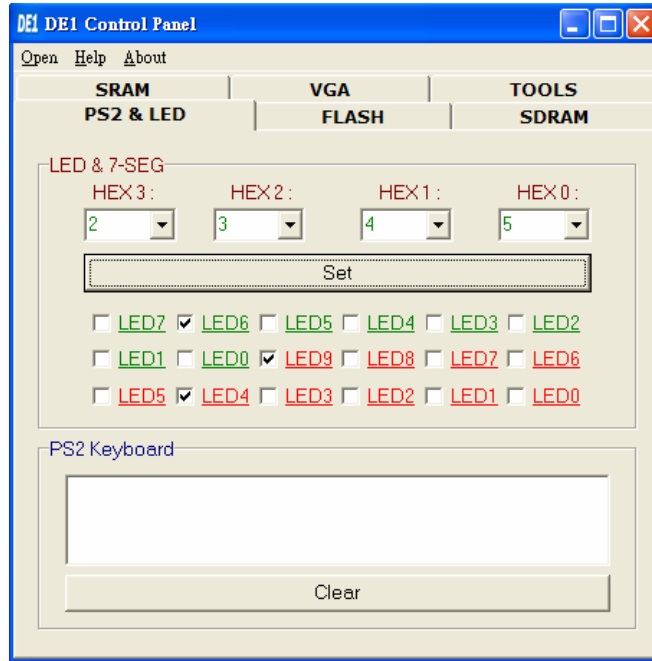 DE1 DE1 Control Panel
Open Help About
SRAM VGA TOOLS
PS2 & LED FLASH SDRAM
LED & 7-SEG
HEX 3 : HEX 2 : HEX 1 : HEX 0 :
2 3 4 5
Set
LED7 LED6 LED5 LED4 LED3 LED2
LED1 LED0 LED9 LED8 LED7 LED6
LED5 LED4 LED3 LED2 LED1 LED0
PS2 Keyboard
Clear